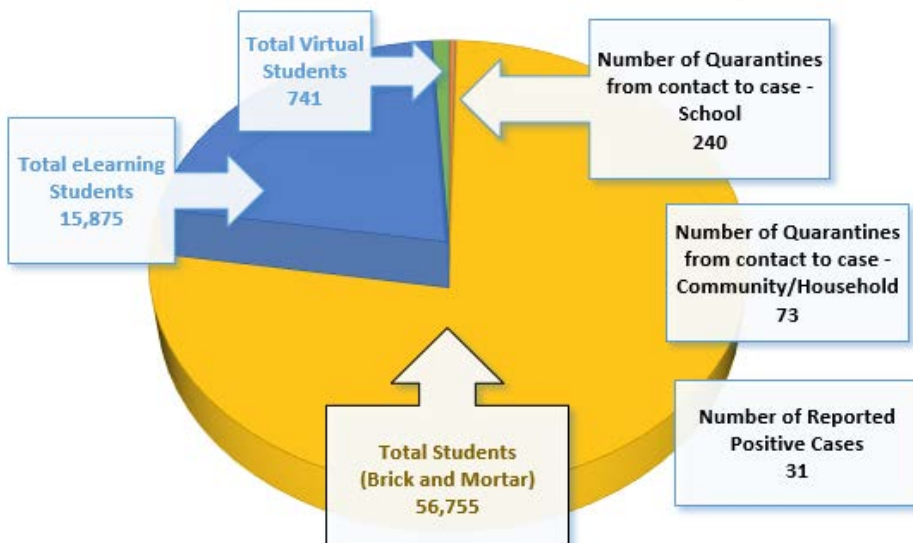 Total Virtual
Students
741
Number of Quarantines
from contact to case -
School
240
Total eLearning
Students
15,875
Number of Quarantines
from contact to case -
Community/Household
73
Total Students
(Brick and Mortar)
56,755
Number of Reported
Positive Cases
31